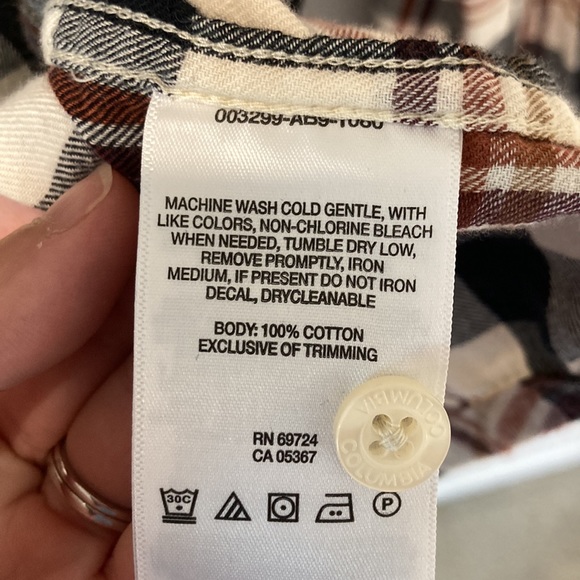 003299-AB9-1080
MACHINE WASH COLD GENTLE, WITH
LIKE COLORS, NON-CHLORINE BLEACH
WHEN NEEDED, TUMBLE DRY LOW,
REMOVE PROMPTLY, IRON
MEDIUM, IF PRESENT DO NOT IRON
DECAL, DRYCLEANABLE
BODY: 100% COTTON
EXCLUSIVE OF TRIMMING
COLUMBIA
COLUMBIA
RN 69724
CA 05367
30C
P